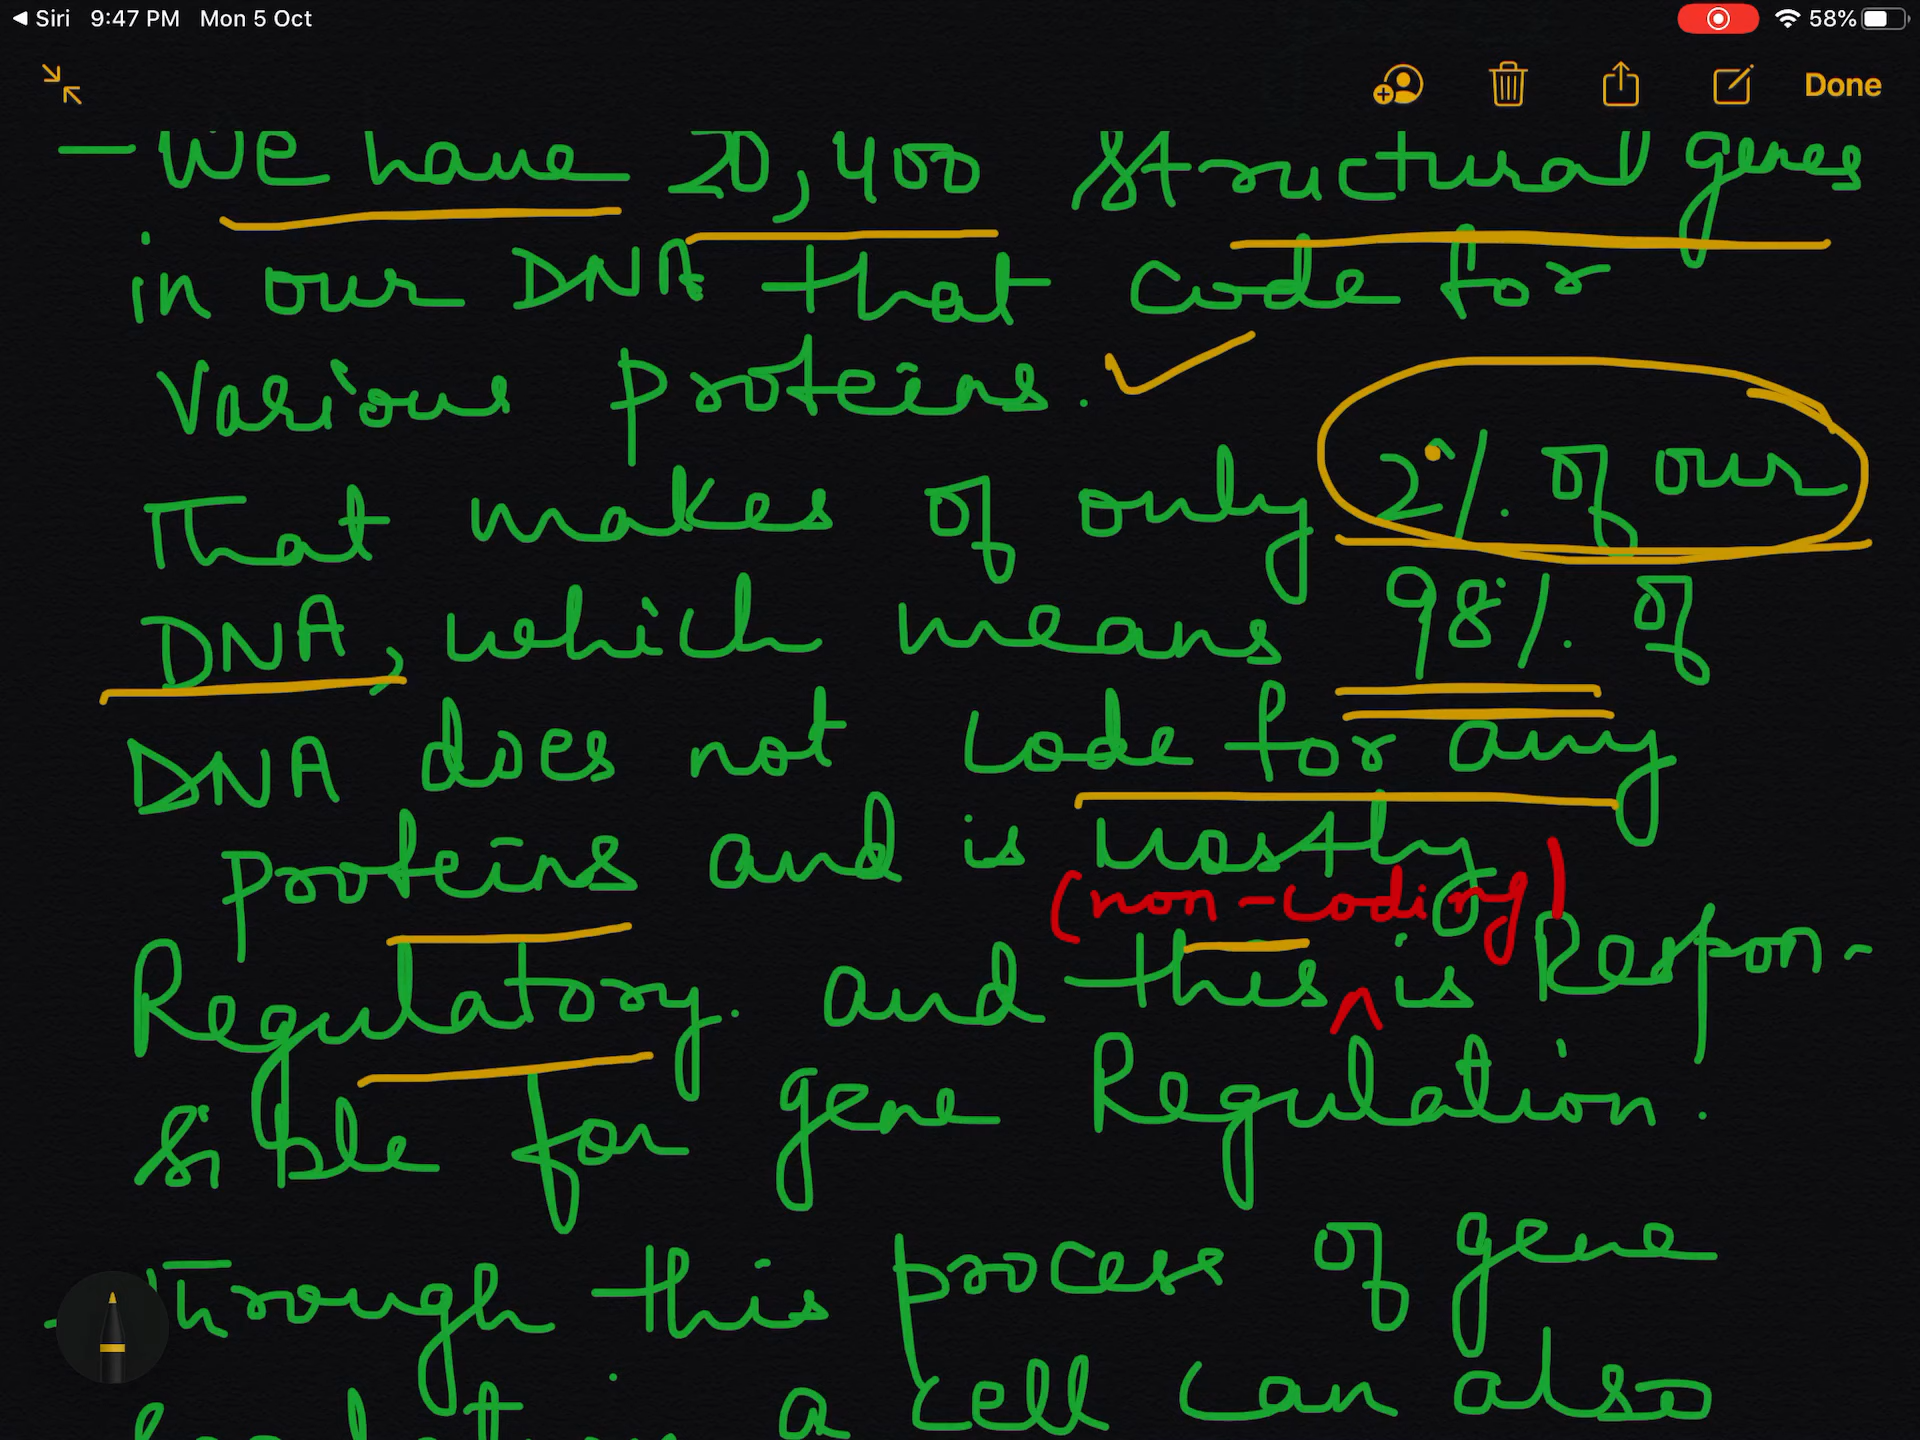 Siri 9:47 PM Mon 5 Oct 58%
Done
- We have 20,400 structural genes
in our DNA that code for
various proteins.
That makes of only 2% of our
DNA, which means 98% of
DNA does not code for any
proteins and is mostly
(non-coding)
Regulatory. and this ^ is Respon-
sible for gene Regulation.
- Through this process of gene
a cell can also